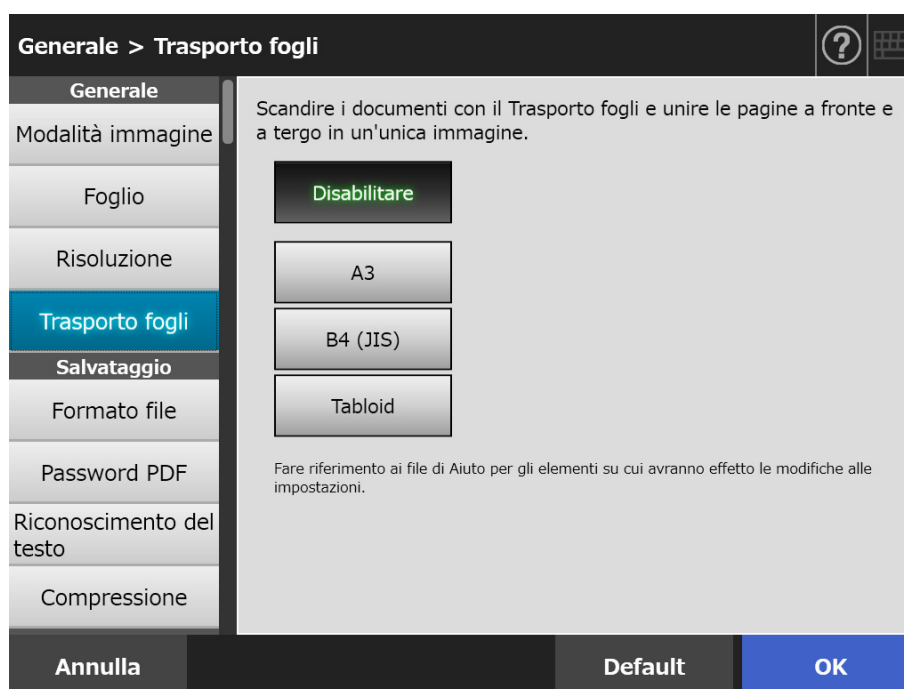 Generale > Trasporto fogli
?
Generale
Modalità immagine
Foglio
Risoluzione
Trasporto fogli
Salvataggio
Formato file
Password PDF
Riconoscimento del
testo
Compressione
Scandire i documenti con il Trasporto fogli e unire le pagine a fronte e
a tergo in un'unica immagine.
Disabilitare
A3
B4 (JIS)
Tabloid
Fare riferimento ai file di Aiuto per gli elementi su cui avranno effetto le modifiche alle
impostazioni.
Annulla
Default
OK